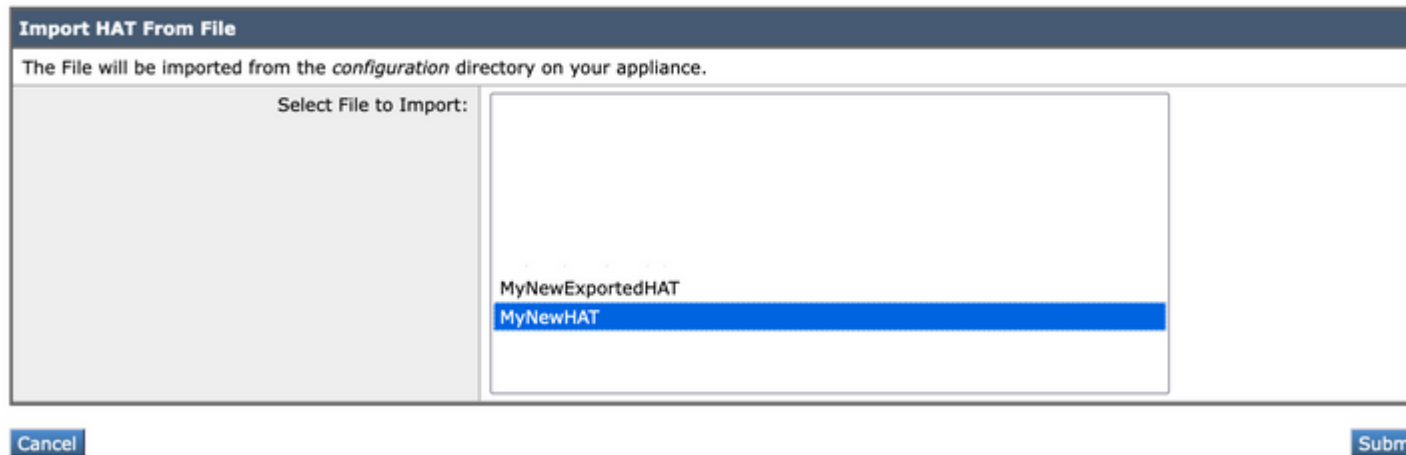 Import HAT From File
The File will be imported from the configuration directory on your appliance.
Select File to Import:
MyNewExportedHAT
MyNewHAT
Cancel
Subm